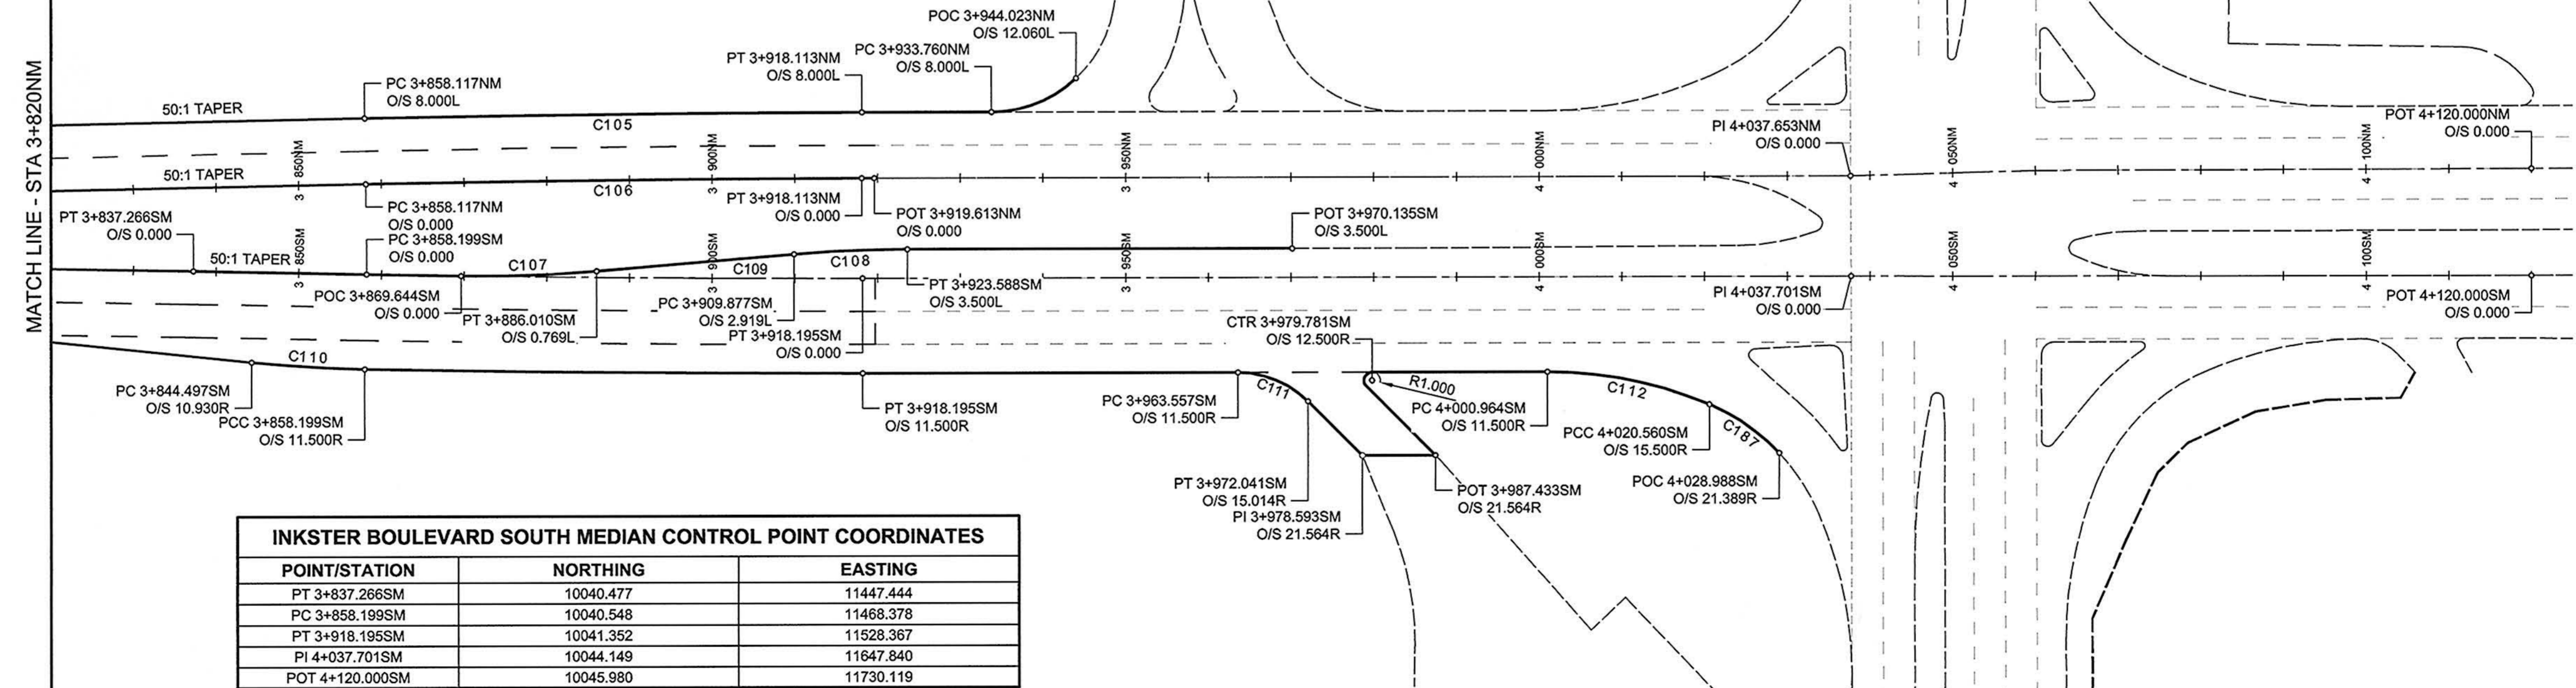 MATCH LINE - STA 3+820NM
POC 3+944.023NM
O/S 12.060L
PT 3+918.113NM
O/S 8.000L
PC 3+933.760NM
O/S 8.000L
PC 3+858.117NM
O/S 8.000L
50:1 TAPER
C105
POT 4+120.000NM
O/S 0.000
PI 4+037.653NM
O/S 0.000
3 850NM
3 900NM
3 950NM
4 000NM
4 050NM
4 100NM
50:1 TAPER
C106
PT 3+918.113NM
O/S 0.000
PC 3+858.117NM
O/S 0.000
POT 3+919.613NM
O/S 0.000
POT 3+970.135SM
O/S 3.500L
PT 3+837.266SM
O/S 0.000
PC 3+858.199SM
O/S 0.000
50:1 TAPER
3 850SM
3 900SM
3 950SM
4 000SM
4 050SM
4 100SM
C107
C109
C108
PT 3+923.588SM
O/S 3.500L
PI 4+037.701SM
O/S 0.000
POT 4+120.000SM
O/S 0.000
POC 3+869.644SM
O/S 0.000
PT 3+886.010SM
O/S 0.769L
PC 3+909.877SM
O/S 2.919L
PT 3+918.195SM
O/S 0.000
CTR 3+979.781SM
O/S 12.500R
C110
PC 3+844.497SM
O/S 10.930R
PCC 3+858.199SM
O/S 11.500R
PT 3+918.195SM
O/S 11.500R
PC 3+963.557SM
O/S 11.500R
C111
R1.000
C112
PC 4+000.964SM
O/S 11.500R
PCC 4+020.560SM
O/S 15.500R
C187
POC 4+028.988SM
O/S 21.389R
PT 3+972.041SM
O/S 15.014R
PI 3+978.593SM
O/S 21.564R
POT 3+987.433SM
O/S 21.564R
INKSTER BOULEVARD SOUTH MEDIAN CONTROL POINT COORDINATES
POINT/STATION NORTHING EASTING
PT 3+837.266SM 10040.477 11447.444
PC 3+858.199SM 10040.548 11468.378
PT 3+918.195SM 10041.352 11528.367
PI 4+037.701SM 10044.149 11647.840
POT 4+120.000SM 10045.980 11730.119